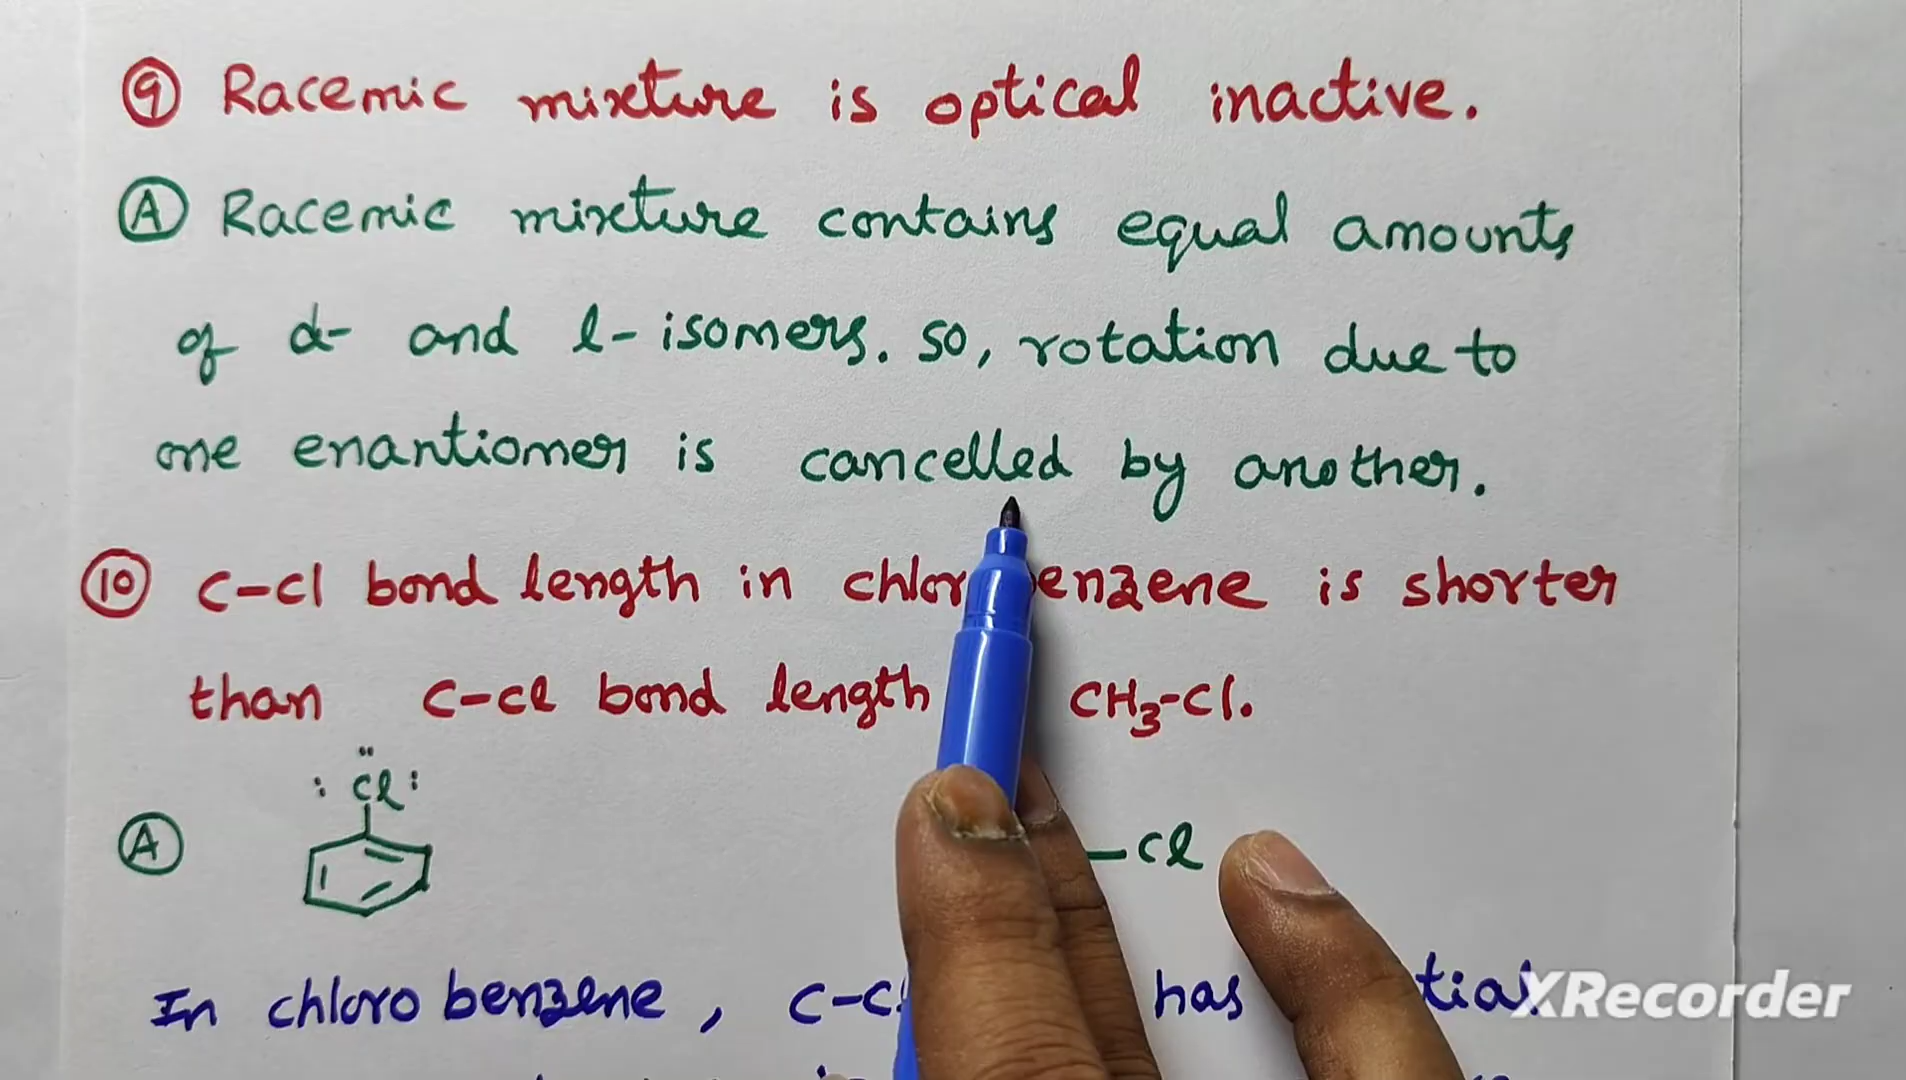 9 Racemic mixture is optical inactive.
A Racemic mixture contains equal amounts
of d- and l-isomers. so, rotation due to
one enantiomer is cancelled by another.
10 C-Cl bond length in chlorobenzene is shorter
than C-Cl bond length CH3-Cl.
:Cl:
A
-Cl
In chlorobenzene, C-Cl has
XRecorder